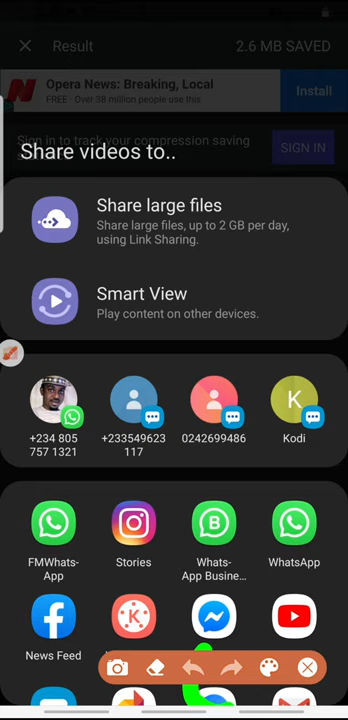 Result
2.6 MB SAVED
Opera News: Breaking, Local
FREE - Over 38 million people use this
Install
Sign in to track your compression saving
SIGN IN
Share videos to..
Share large files
Share large files, up to 2 GB per day,
using Link Sharing.
Smart View
Play content on other devices.
+234 805
757 1321
+233549623
117
0242699486
K
Kodi
FMWhats-
App
Stories
B
Whats-
App Busine...
WhatsApp
K
News Feed